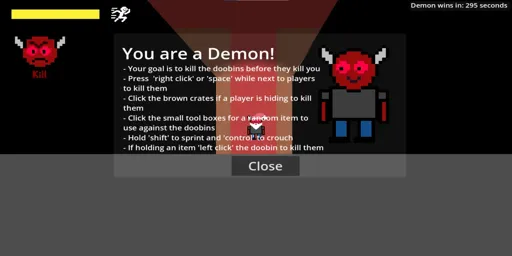 Demon wins in: 295 seconds
You are a Demon!
- Your goal is to kill the doobins before they kill you
- Press 'right click' or 'space' while next to players
to kill them
- Click the brown crates if a player is hiding to kill
them
- Click the small tool boxes for a random item to
use against the doobins
- Hold 'shift' to sprint and 'control' to crouch
- If holding an item 'left click' the doobin to kill them
Kill
Close